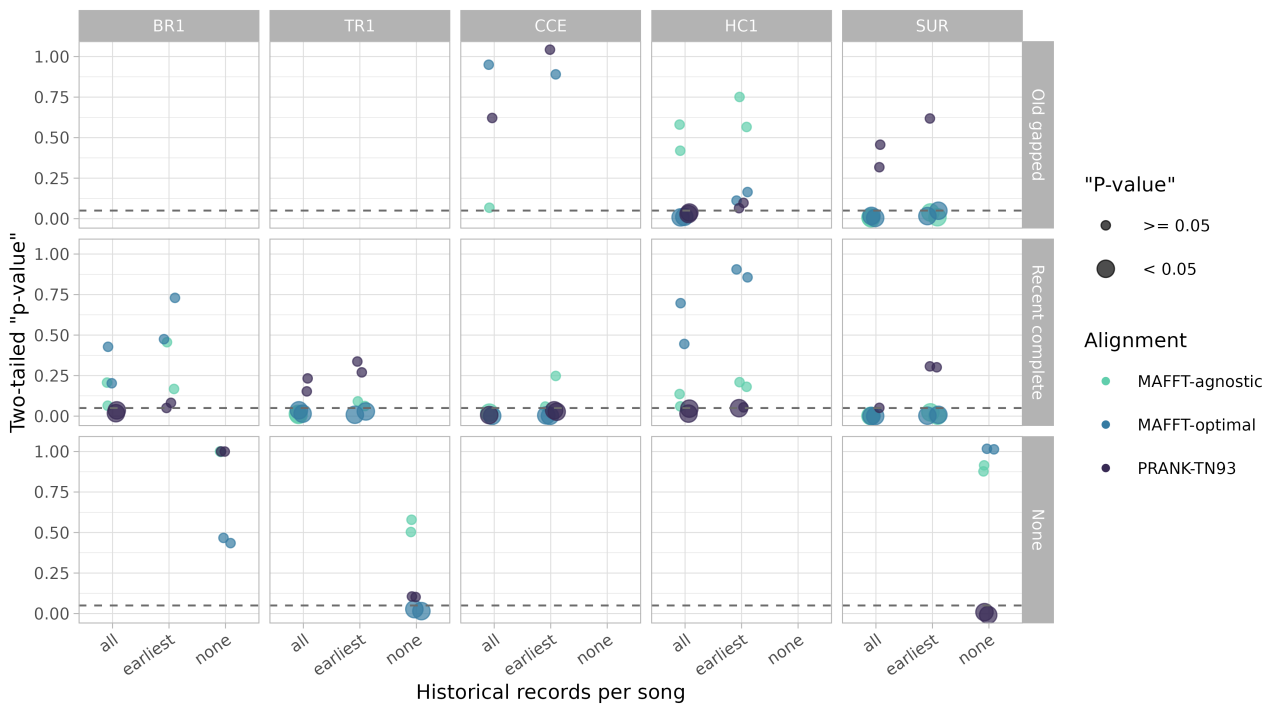 BR1 TR1 CCE HC1 SUR
Two-tailed "p-value"
1.00
0.75
0.50
0.25
0.00
Old gapped
1.00
0.75
0.50
0.25
0.00
Recent complete
1.00
0.75
0.50
0.25
0.00
None
all earliest none all earliest none all earliest none all earliest none all earliest none
Historical records per song
"P-value"
>= 0.05
< 0.05
Alignment
MAFFT-agnostic
MAFFT-optimal
PRANK-TN93